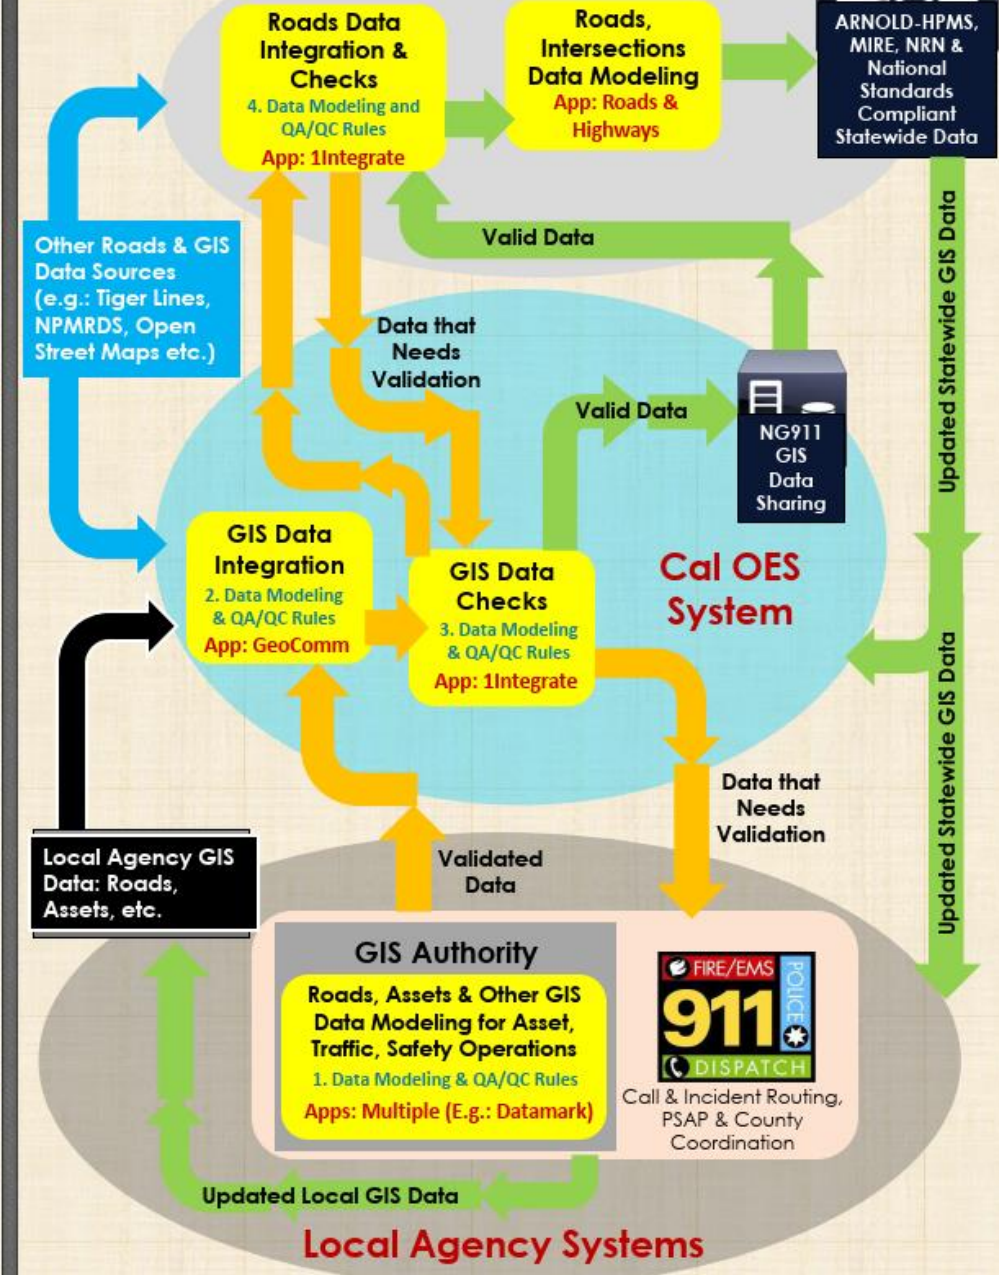 Roads Data
Integration &
Checks
4. Data Modeling and
QA/QC Rules
App: 1Integrate
Roads,
Intersections
Data Modeling
App: Roads &
Highways
ARNOLD-HPMS,
MIRE, NRN &
National
Standards
Compliant
Statewide Data
Other Roads & GIS
Data Sources
(e.g.: Tiger Lines,
NPMRDS, Open
Street Maps etc.)
Valid Data
Updated Statewide GIS Data
Data that
Needs
Validation
Valid Data
NG911
GIS
Data
Sharing
GIS Data
Integration
2. Data Modeling
& QA/QC Rules
App: GeoComm
GIS Data
Checks
3. Data Modeling
& QA/QC Rules
App: 1Integrate
Cal OES
System
Updated Statewide GIS Data
Data that
Needs
Validation
Local Agency GIS
Data: Roads,
Assets, etc.
Validated
Data
GIS Authority
Roads, Assets & Other GIS
Data Modeling for Asset,
Traffic, Safety Operations
1. Data Modeling & QA/QC Rules
Apps: Multiple (E.g.: Datamark)
FIRE/EMS
911
POLICE
DISPATCH
Call & Incident Routing,
PSAP & County
Coordination
Updated Local GIS Data
Local Agency Systems